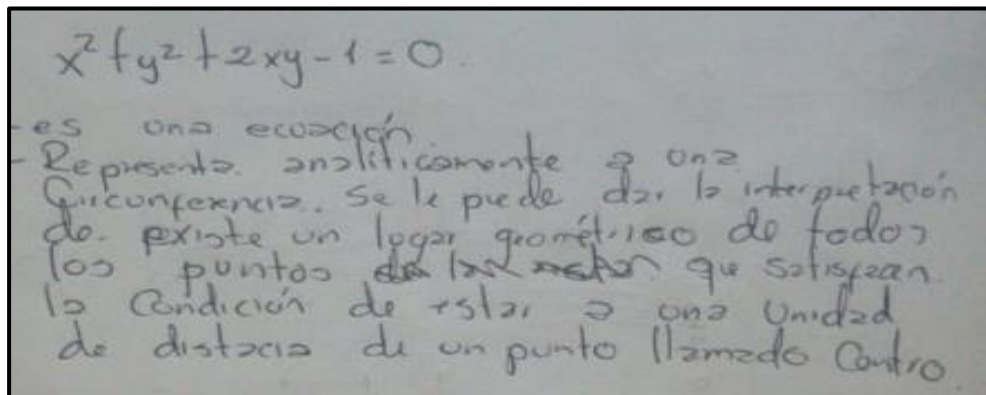 x² + y² + 2xy - 1 = 0.
- es una ecuación
- Representa analíticamente a una
Circunferencia. Se le puede dar la interpretación
de existe un lugar geométrico de todos
los puntos que satisfacen
la Condición de estar a una Unidad
de distacia de un punto llamado Centro.